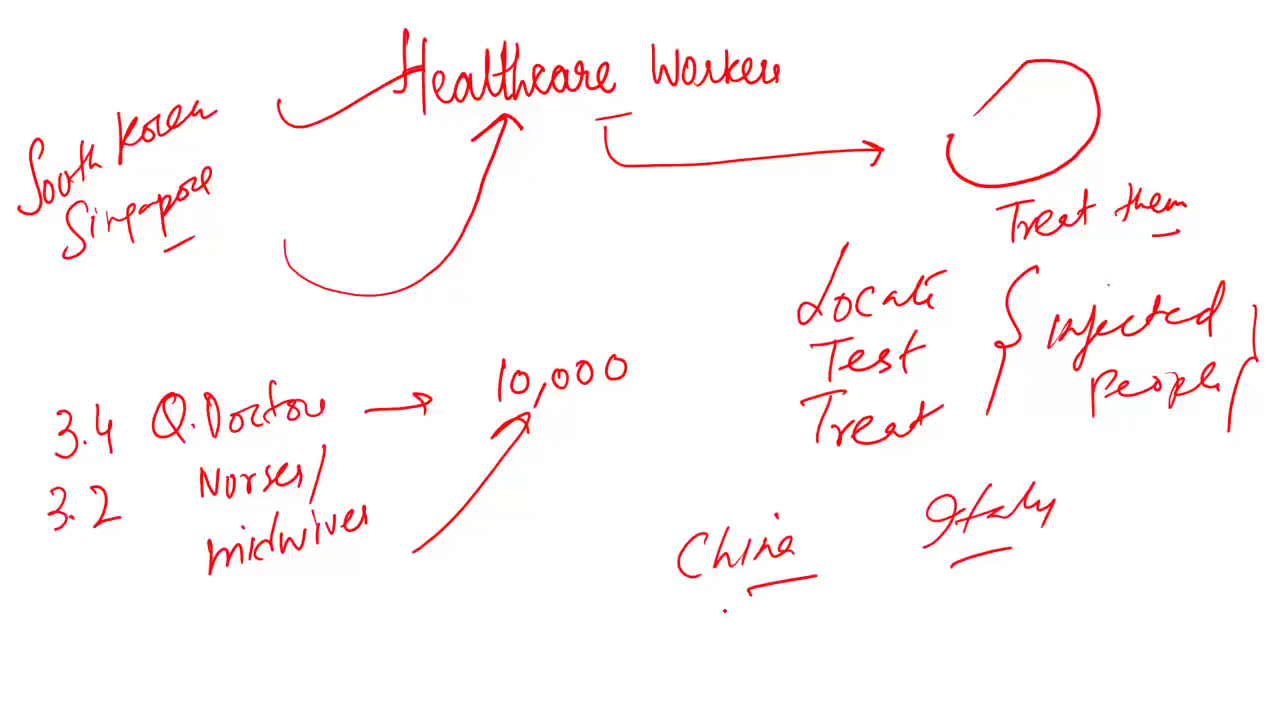 Healthcare Workers
South Korea
Singapore
Treat them
Locate
Test
Treat
infected
People
3.4 Q. Doctors
10,000
3.2 Nurses/
midwives
China
Italy